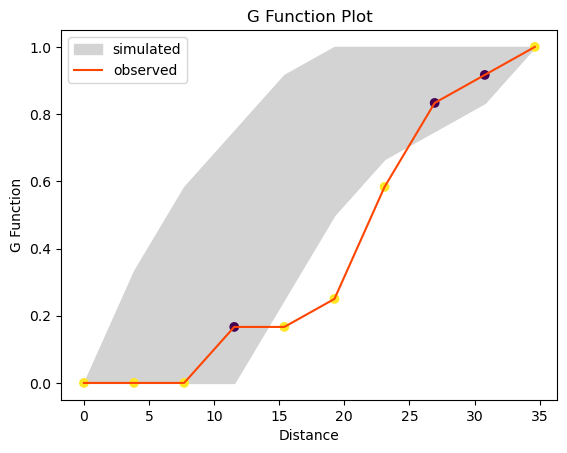 G Function Plot
simulated
observed
G Function
1.0
0.8
0.6
0.4
0.2
0.0
0 5 10 15 20 25 30 35
Distance